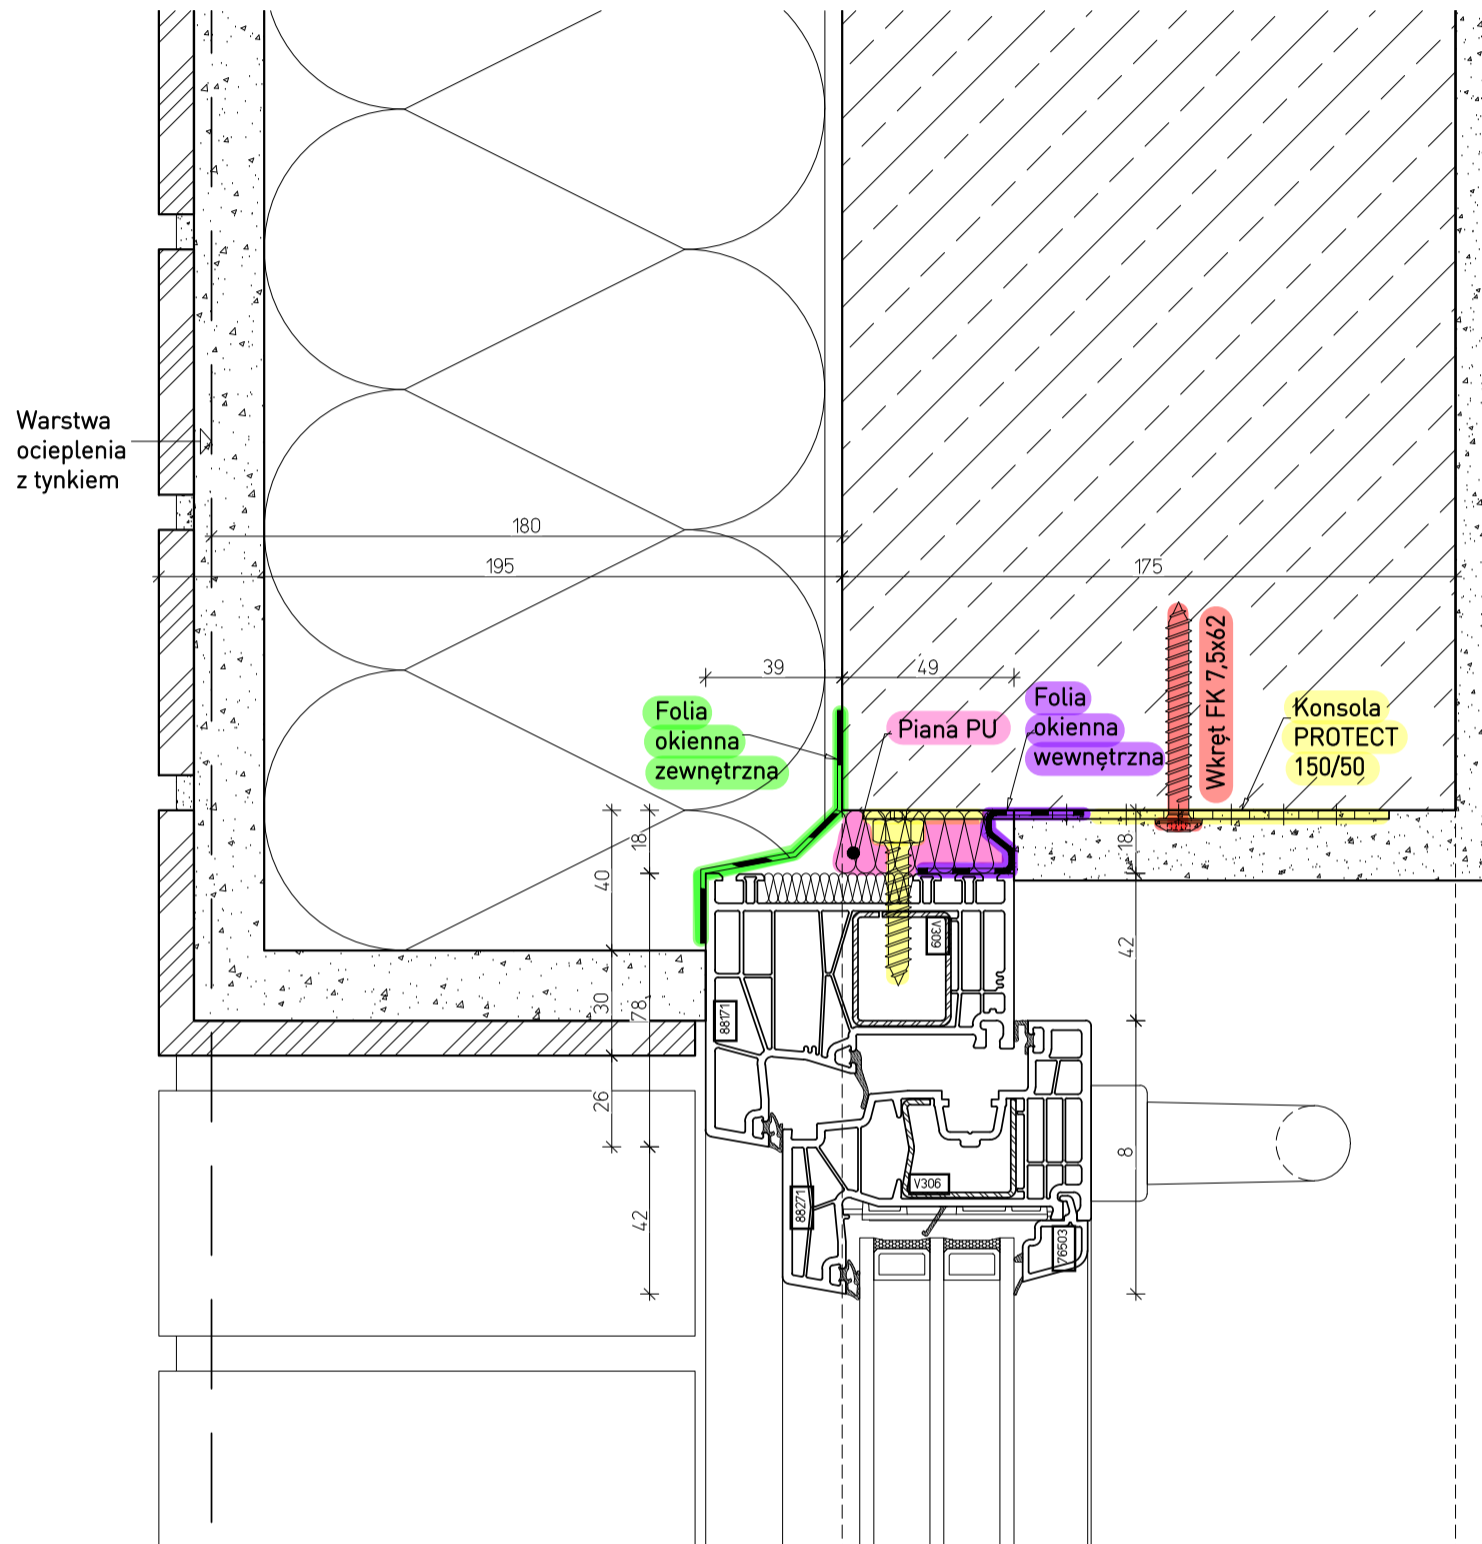 Warstwa
ocieplenia
z tynkiem
180
195
175
39
49
Folia
okienna
zewnętrzna
Piana PU
Folia
okienna
wewnętrzna
Wkręt FK 7,5x62
Konsola
PROTECT
150/50
18
40
18
30
78
26
42
42
8
V309
88171
V306
88271
76503